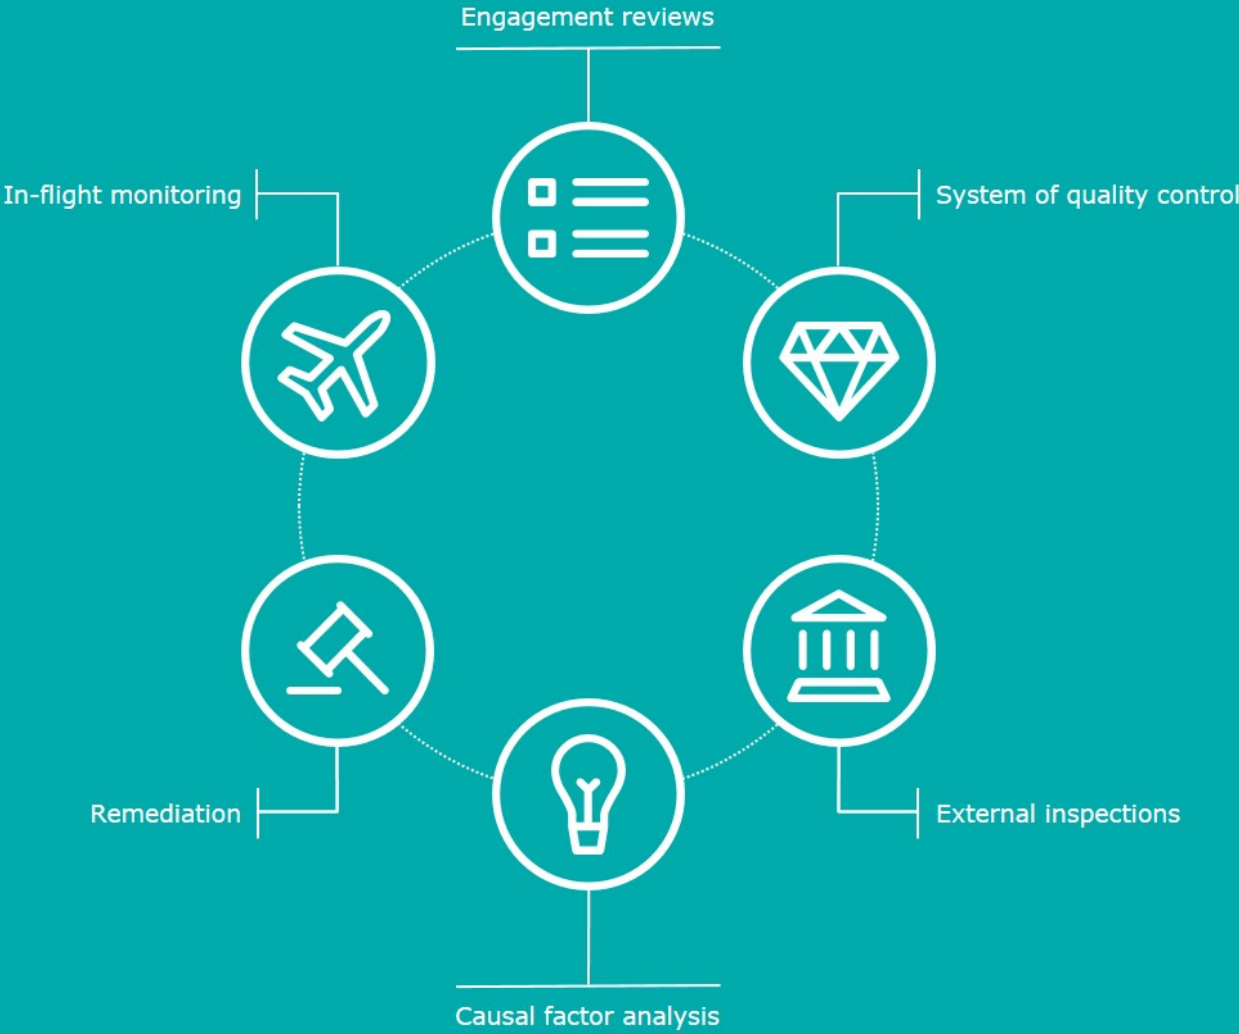 Engagement reviews
In-flight monitoring
System of quality control
Remediation
External inspections
Causal factor analysis